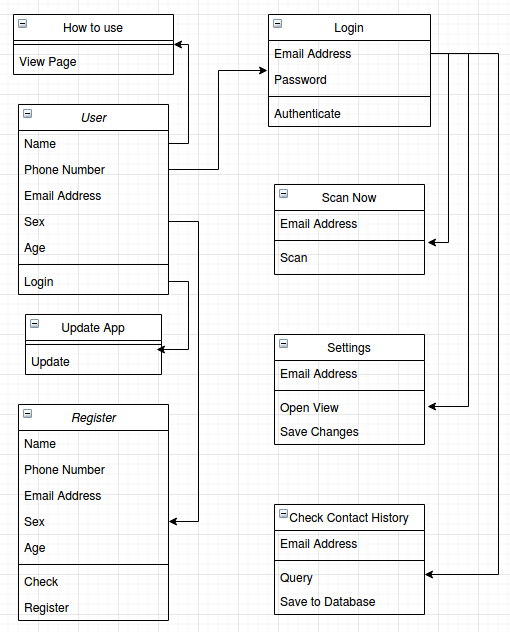 How to use
View Page
User
Name
Phone Number
Email Address
Sex
Age
Login
Update App
Update
Register
Name
Phone Number
Email Address
Sex
Age
Check
Register
Login
Email Address
Password
Authenticate
Scan Now
Email Address
Scan
Settings
Email Address
Open View
Save Changes
Check Contact History
Email Address
Query
Save to Database